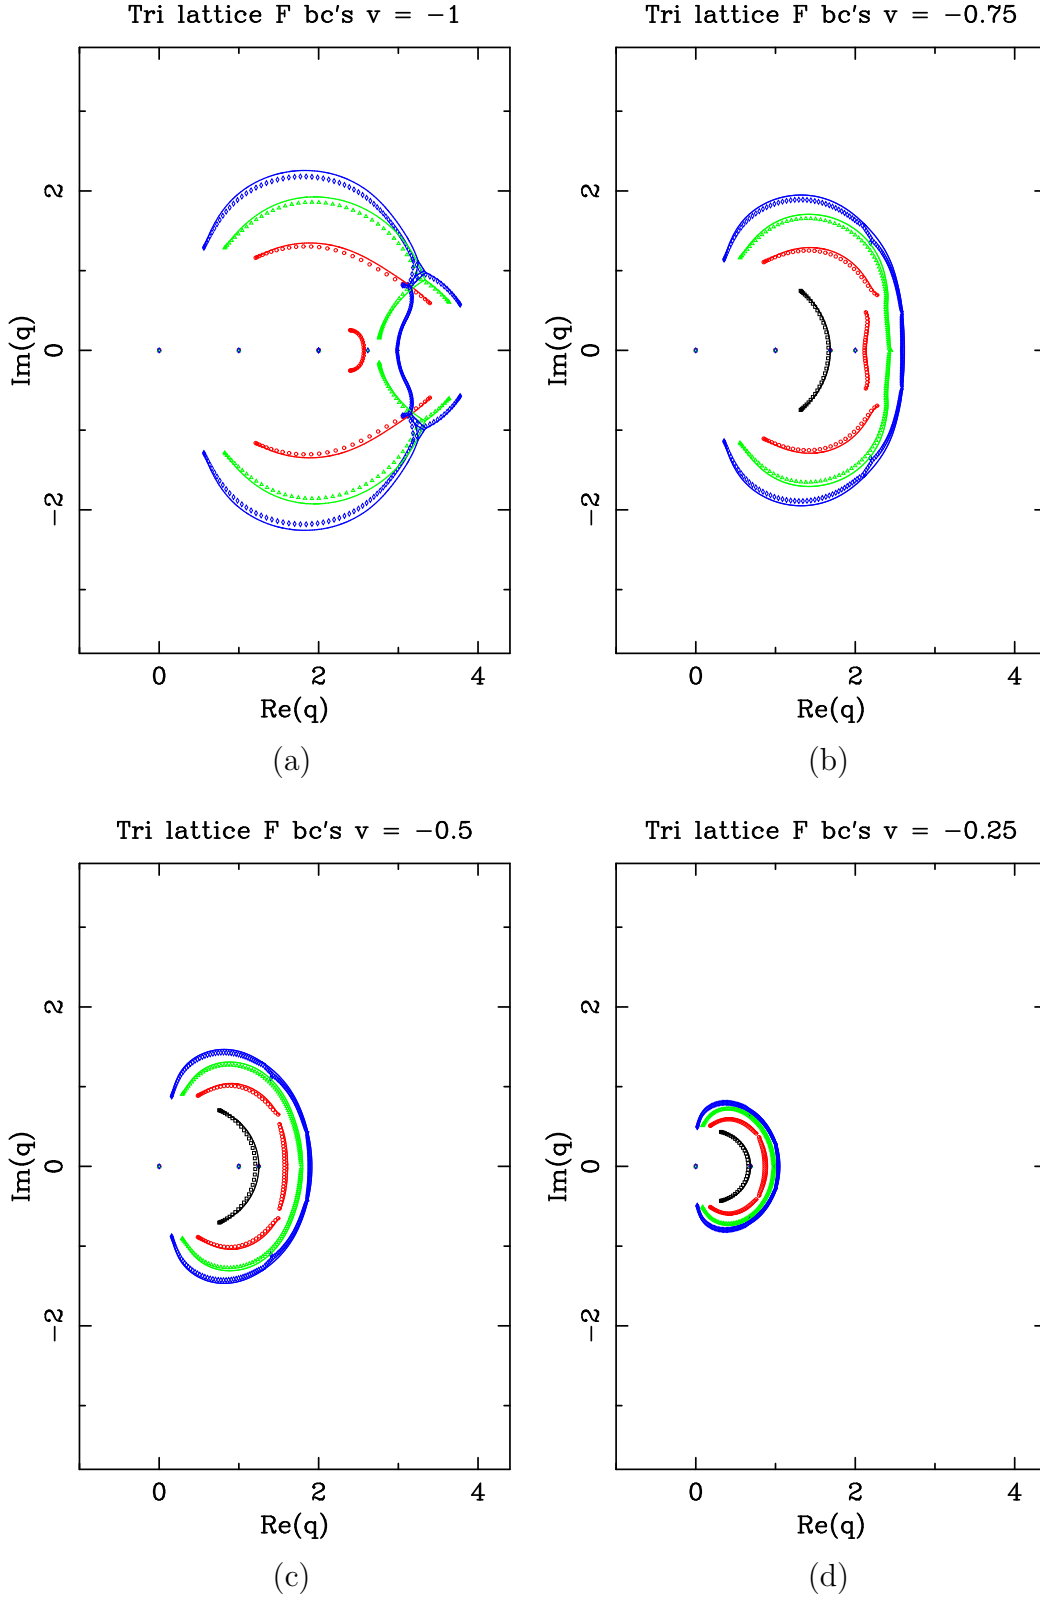 Tri lattice F bc's v = −1
Im(q)
2
0
−2
0 2 4
Re(q)
(a)
Tri lattice F bc's v = −0.75
Im(q)
2
0
−2
0 2 4
Re(q)
(b)
Tri lattice F bc's v = −0.5
Im(q)
2
0
−2
0 2 4
Re(q)
(c)
Tri lattice F bc's v = −0.25
Im(q)
2
0
−2
0 2 4
Re(q)
(d)